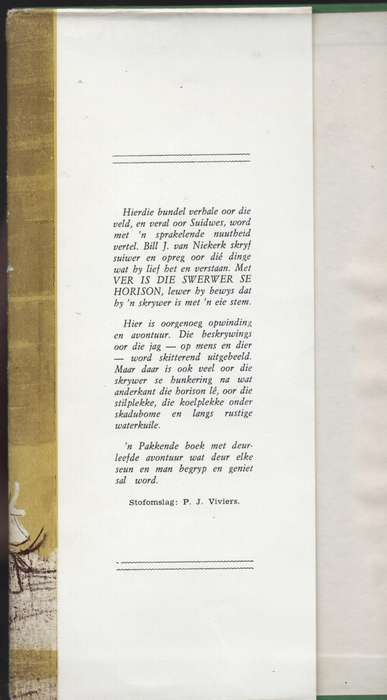 Hierdie bundel verhale oor die
veld, en veral oor Suidwes, word
met 'n sprakelende nuutheid
vertel. Bill J. van Niekerk skryf
suiwer en opreg oor dié dinge
wat hy lief het en verstaan. Met
VER IS DIE SWERWER SE
HORISON, lewer hy bewys dat
hy 'n skrywer is met 'n eie stem.
Hier is oorgenoeg opwinding
en avontuur. Die beskrywings
oor die jag — op mens en dier
— word skitterend uitgebeeld.
Maar daar is ook veel oor die
skrywer se hunkering na wat
anderkant die horison lê, oor die
stilplekke, die koelplekke onder
skadubome en langs rustige
waterkuile.
'n Pakkende boek met deur-
leefde avontuur wat deur elke
seun en man begryp en geniet
sal word.
Stofomslag: P. J. Viviers.